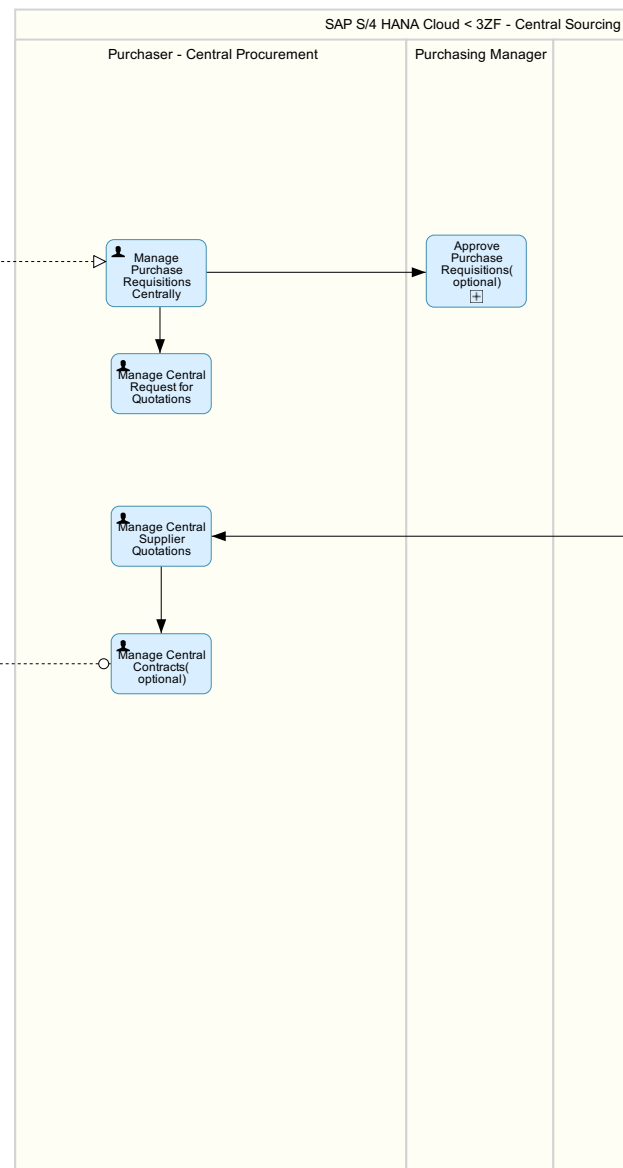 SAP S/4 HANA Cloud < 3ZF - Central Sourcing
Purchaser - Central Procurement
Purchasing Manager
Manage
Purchase
Requisitions
Centrally
Approve
Purchase
Requisitions(
optional)
Manage Central
Request for
Quotations
Manage Central
Supplier
Quotations
Manage Central
Contracts(
optional)